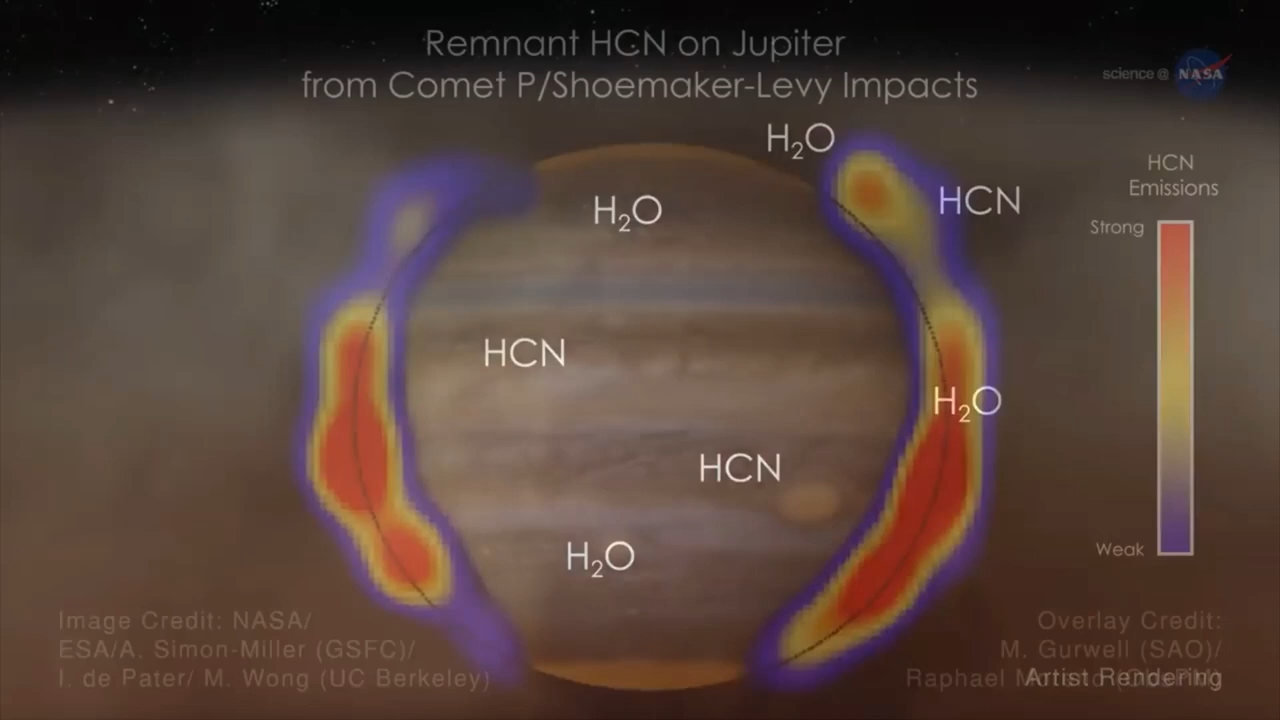 Remnant HCN on Jupiter
from Comet P/Shoemaker-Levy Impacts
science@ NASA
H₂O
HCN
Emissions
H₂O
HCN
Strong
HCN
H₂O
HCN
H₂O
Weak
Image Credit: NASA/
ESA/A. Simon-Miller (GSFC)/
I. de Pater/ M. Wong (UC Berkeley)
Overlay Credit:
M. Gurwell (SAO)/
Raphael
Artist Rendering